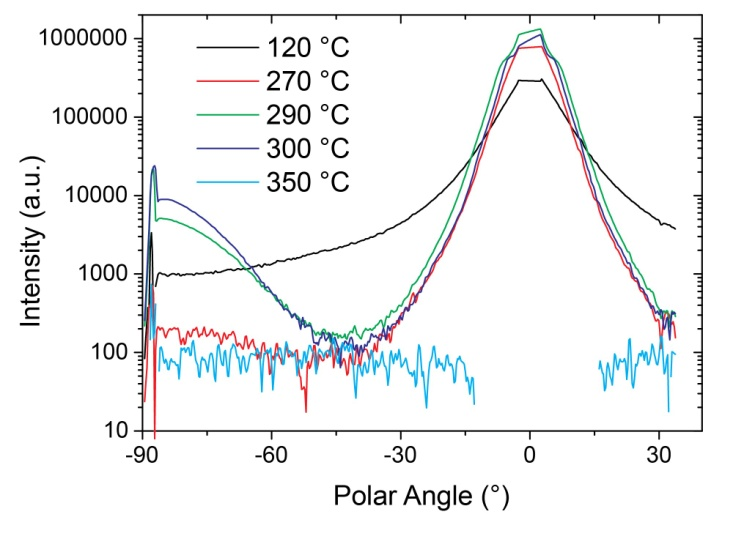 1000000
100000
10000
1000
100
10
Intensity (a.u.)
120 °C
270 °C
290 °C
300 °C
350 °C
-90 -60 -30 0 30
Polar Angle (°)